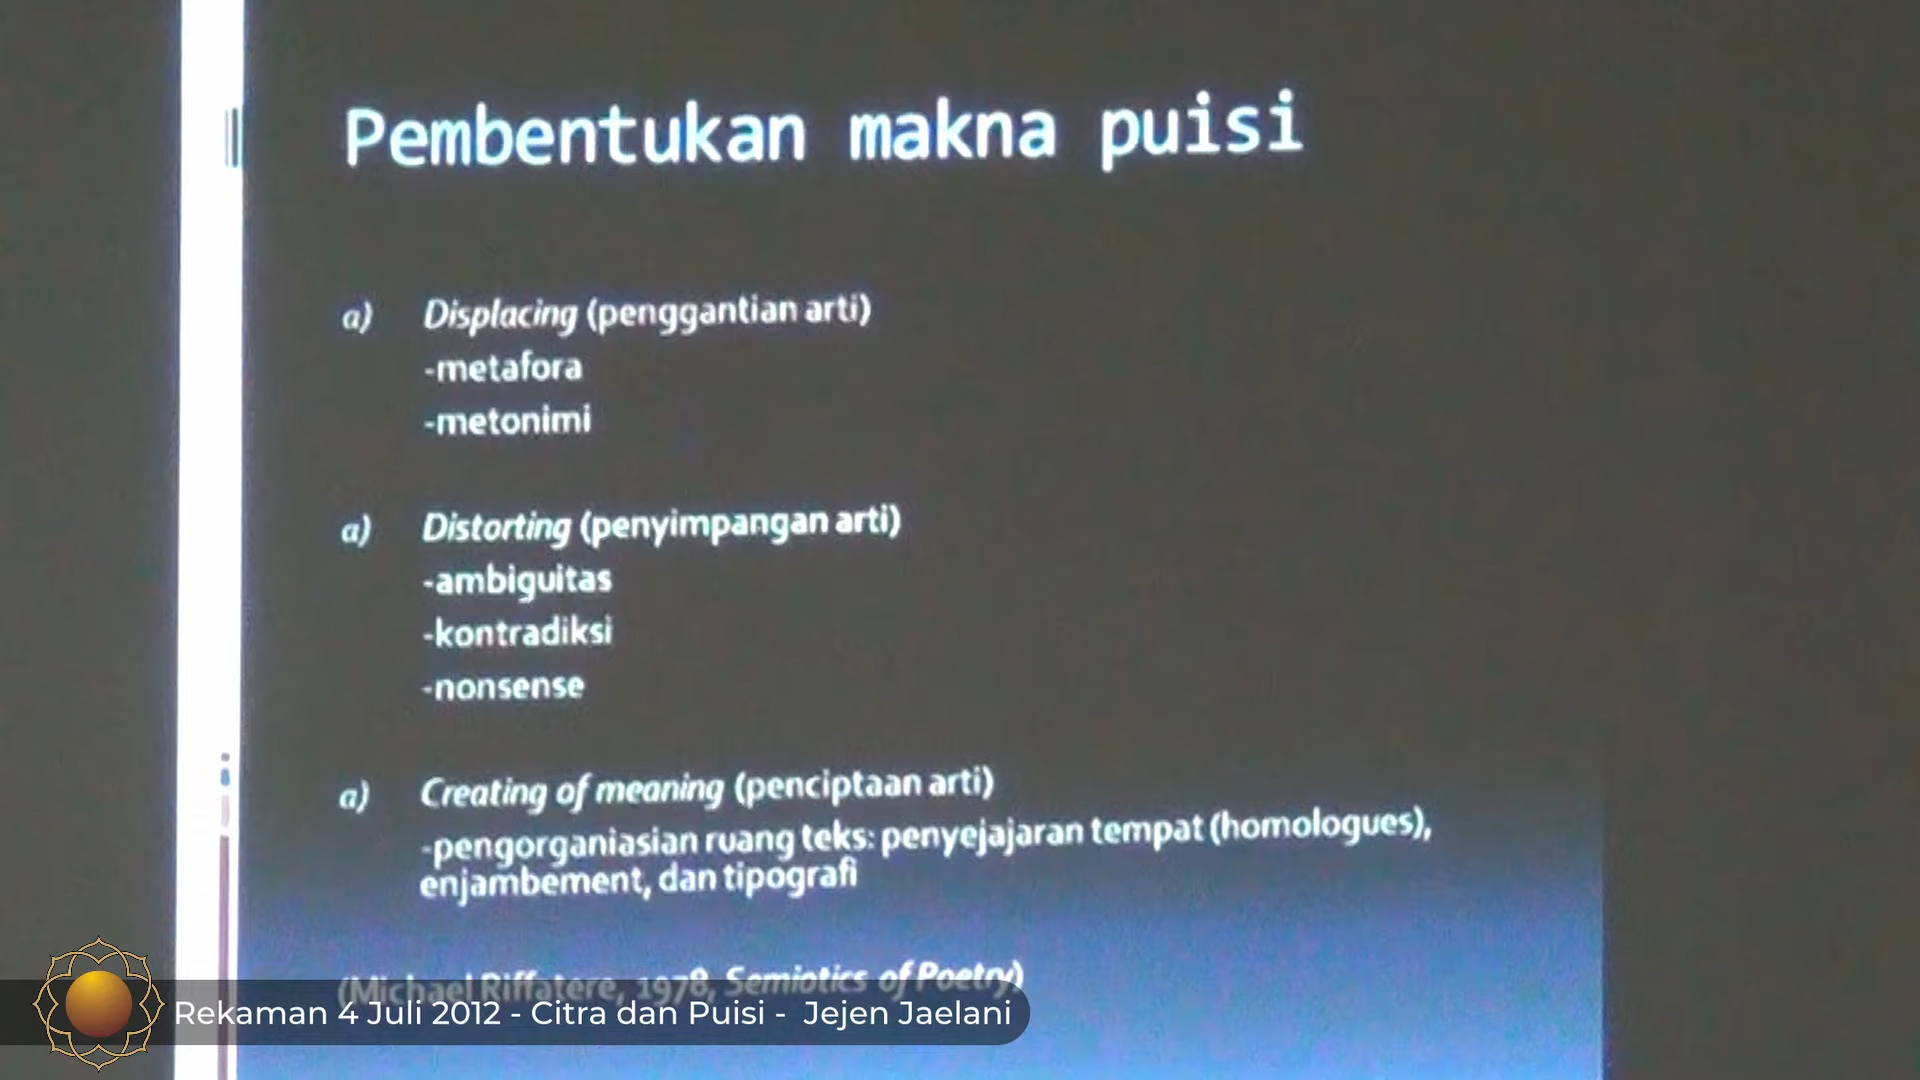 Pembentukan makna puisi
a) Displacing (penggantian arti)
-metafora
-metonimi
a) Distorting (penyimpangan arti)
-ambiguitas
-kontradiksi
-nonsense
a) Creating of meaning (penciptaan arti)
-pengorganiasian ruang teks: penyejajaran tempat (homologues),
enjambement, dan tipografi
(Michael Riffatere, 1978, Semiotics of Poetry)
Rekaman 4 Juli 2012 - Citra dan Puisi - Jejen Jaelani